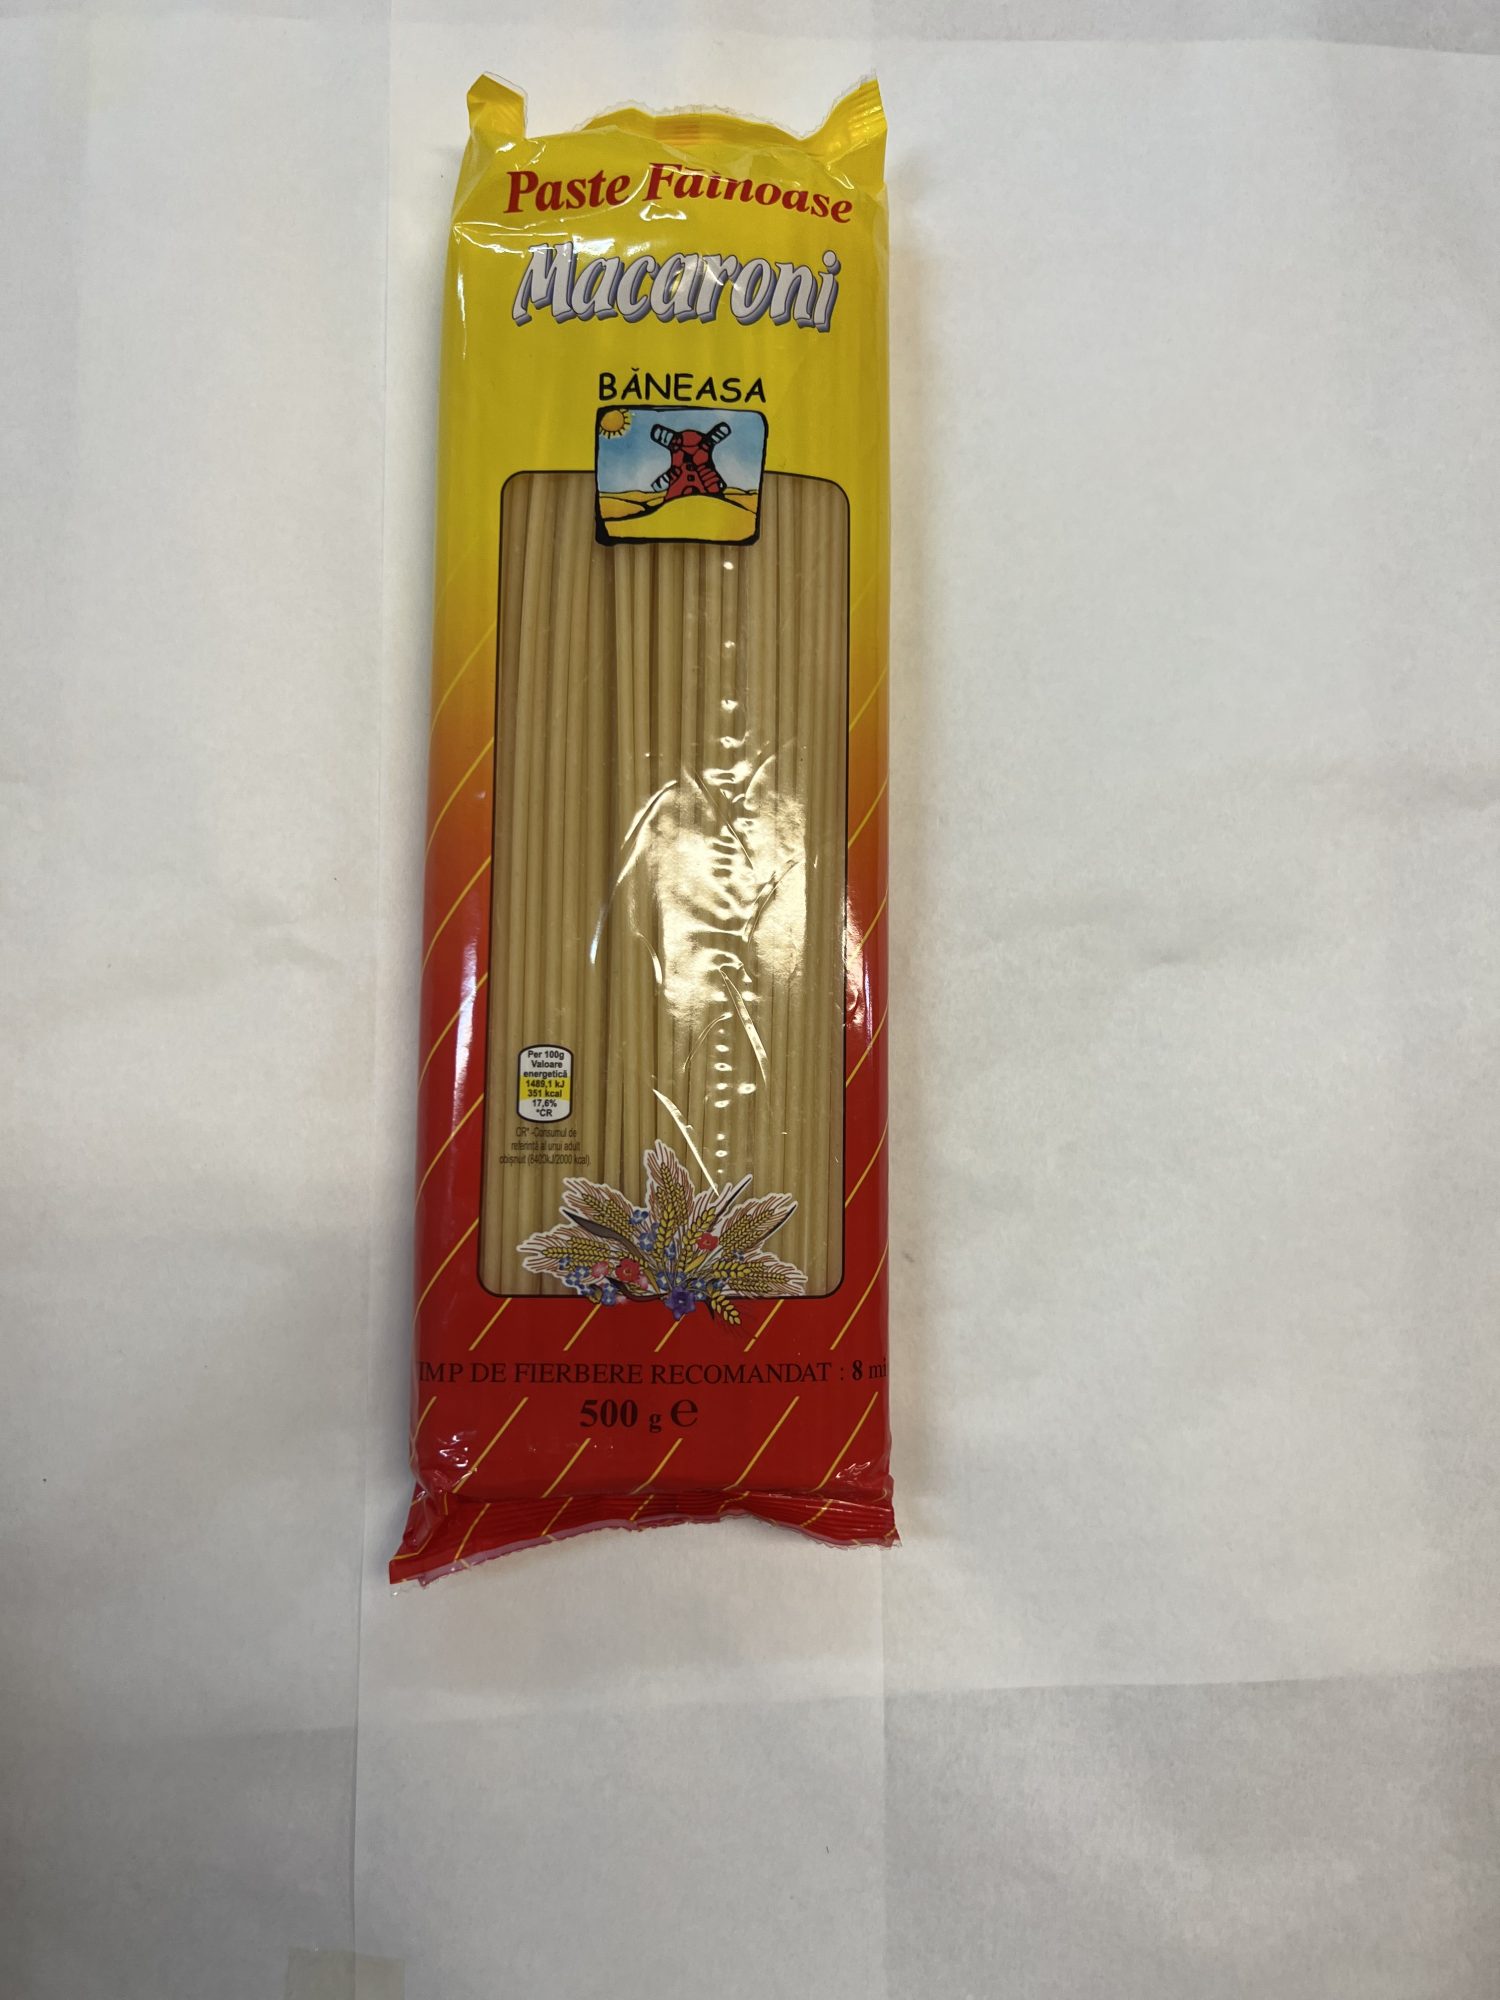 Paste Făinoase
Macaroni
BĂNEASA
Per 100g
Valoare
energetică
1489,1 kJ
351 kcal
17,6%
*CR
CR* -Consumul de
referință al unui adult
obișnuit (8400kJ/2000 kcal)
IMP DE FIERBERE RECOMANDAT : 8 mi
500 g ℮